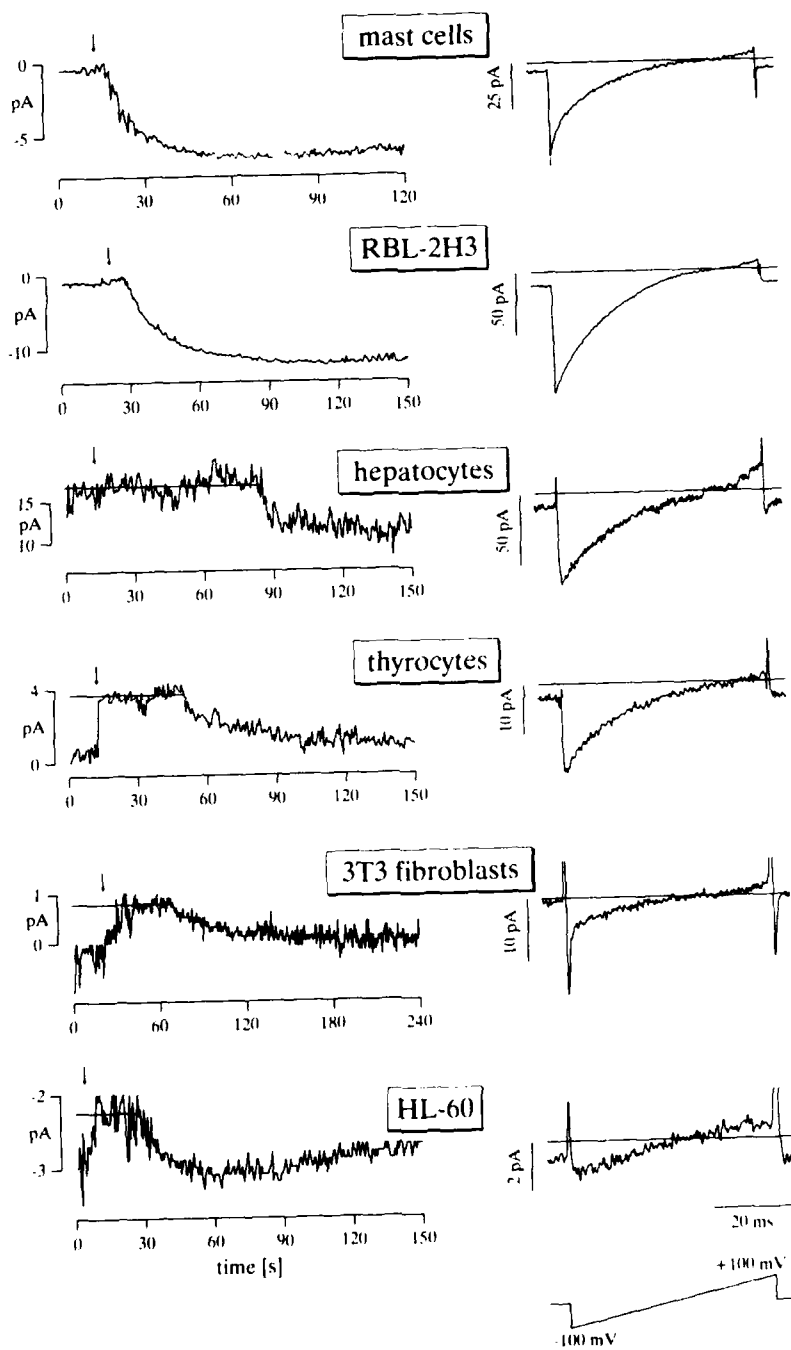 mast cells
0
pA
-5
0 30 60 90 120
25 pA
RBL-2H3
0
pA
-10
0 30 60 90 120 150
50 pA
hepatocytes
15
pA
10
0 30 60 90 120 150
50 pA
thyrocytes
4
pA
0
0 30 60 90 120 150
10 pA
3T3 fibroblasts
1
pA
0
0 60 120 180 240
10 pA
HL-60
-2
pA
-3
0 30 60 90 120 150
time [s]
2 pA
20 ms
+100 mV
-100 mV